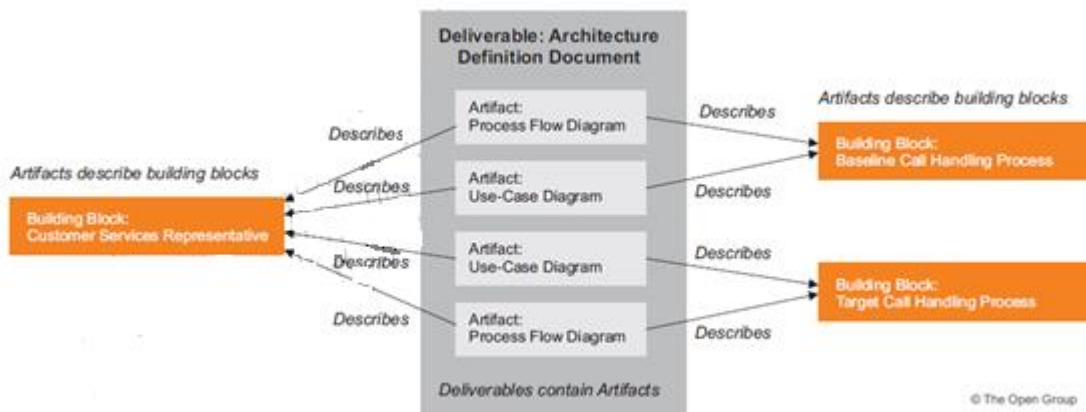 Deliverable: Architecture
Definition Document
Artifact:
Process Flow Diagram
Artifact:
Use-Case Diagram
Artifact:
Use-Case Diagram
Artifact:
Process Flow Diagram
Deliverables contain Artifacts
Artifacts describe building blocks
Building Block:
Customer Services Representative
Describes
Describes
Describes
Describes
Artifacts describe building blocks
Describes
Building Block:
Baseline Call Handling Process
Describes
Describes
Building Block:
Target Call Handling Process
Describes
© The Open Group